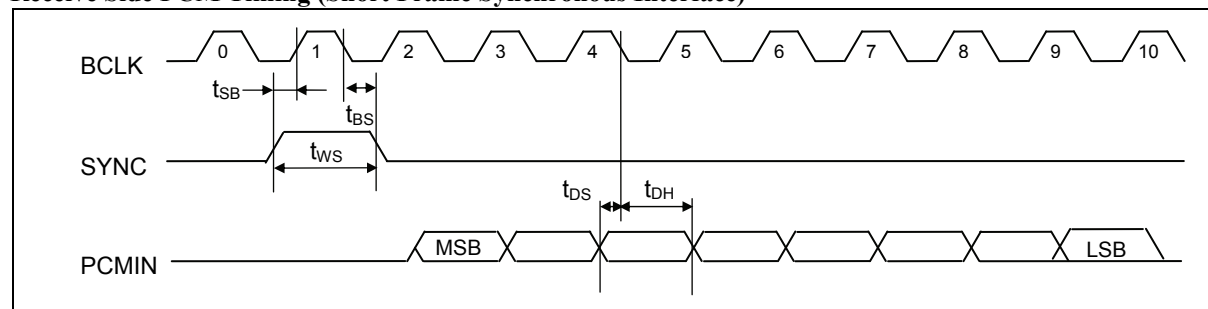 Receive Side PCM Timing (Short Frame Synchronous Interface)
BCLK
0 1 2 3 4 5 6 7 8 9 10
tSB
tBS
SYNC
tWS
tDS tDH
PCMIN
MSB
LSB